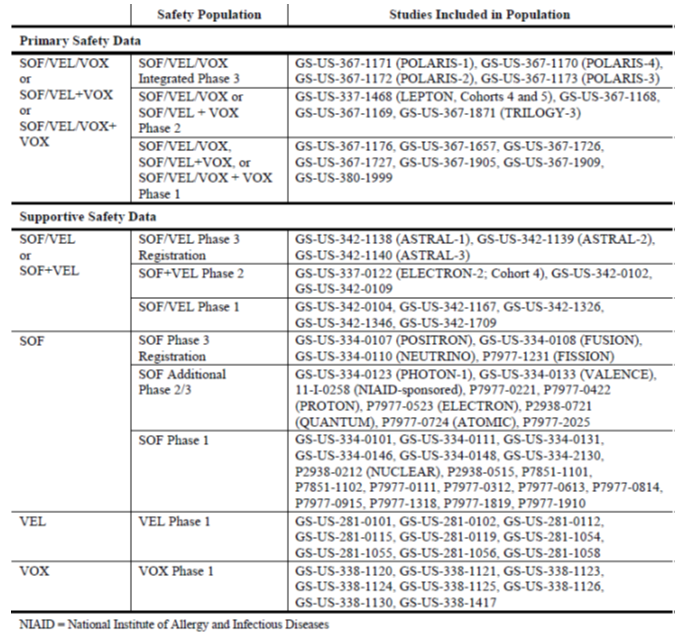 Safety Population Studies Included in Population
Primary Safety Data
SOF/VEL/VOX
or
SOF/VEL+VOX
or
SOF/VEL/VOX+
VOX
SOF/VEL/VOX
Integrated Phase 3
GS-US-367-1171 (POLARIS-1), GS-US-367-1170 (POLARIS-4),
GS-US-367-1172 (POLARIS-2), GS-US-367-1173 (POLARIS-3)
SOF/VEL/VOX or
SOF/VEL + VOX
Phase 2
GS-US-337-1468 (LEPTON, Cohorts 4 and 5), GS-US-367-1168,
GS-US-367-1169, GS-US-367-1871 (TRILOGY-3)
SOF/VEL/VOX,
SOF/VEL+VOX, or
SOF/VEL/VOX + VOX
Phase 1
GS-US-367-1176, GS-US-367-1657, GS-US-367-1726,
GS-US-367-1727, GS-US-367-1905, GS-US-367-1909,
GS-US-380-1999
Supportive Safety Data
SOF/VEL
or
SOF+VEL
SOF/VEL Phase 3
Registration
GS-US-342-1138 (ASTRAL-1), GS-US-342-1139 (ASTRAL-2),
GS-US-342-1140 (ASTRAL-3)
SOF+VEL Phase 2
GS-US-337-0122 (ELECTRON-2; Cohort 4), GS-US-342-0102,
GS-US-342-0109
SOF/VEL Phase 1
GS-US-342-0104, GS-US-342-1167, GS-US-342-1326,
GS-US-342-1346, GS-US-342-1709
SOF
SOF Phase 3
Registration
GS-US-334-0107 (POSITRON), GS-US-334-0108 (FUSION),
GS-US-334-0110 (NEUTRINO), P7977-1231 (FISSION)
SOF Additional
Phase 2/3
GS-US-334-0123 (PHOTON-1), GS-US-334-0133 (VALENCE),
11-I-0258 (NIAID-sponsored), P7977-0221, P7977-0422
(PROTON), P7977-0523 (ELECTRON), P2938-0721
(QUANTUM), P7977-0724 (ATOMIC), P7977-2025
SOF Phase 1
GS-US-334-0101, GS-US-334-0111, GS-US-334-0131,
GS-US-334-0146, GS-US-334-0148, GS-US-334-2130,
P2938-0212 (NUCLEAR), P2938-0515, P7851-1101,
P7851-1102, P7977-0111, P7977-0312, P7977-0613, P7977-0814,
P7977-0915, P7977-1318, P7977-1819, P7977-1910
VEL
VEL Phase 1
GS-US-281-0101, GS-US-281-0102, GS-US-281-0112,
GS-US-281-0115, GS-US-281-0119, GS-US-281-1054,
GS-US-281-1055, GS-US-281-1056, GS-US-281-1058
VOX
VOX Phase 1
GS-US-338-1120, GS-US-338-1121, GS-US-338-1123,
GS-US-338-1124, GS-US-338-1125, GS-US-338-1126,
GS-US-338-1130, GS-US-338-1417
NIAID = National Institute of Allergy and Infectious Diseases